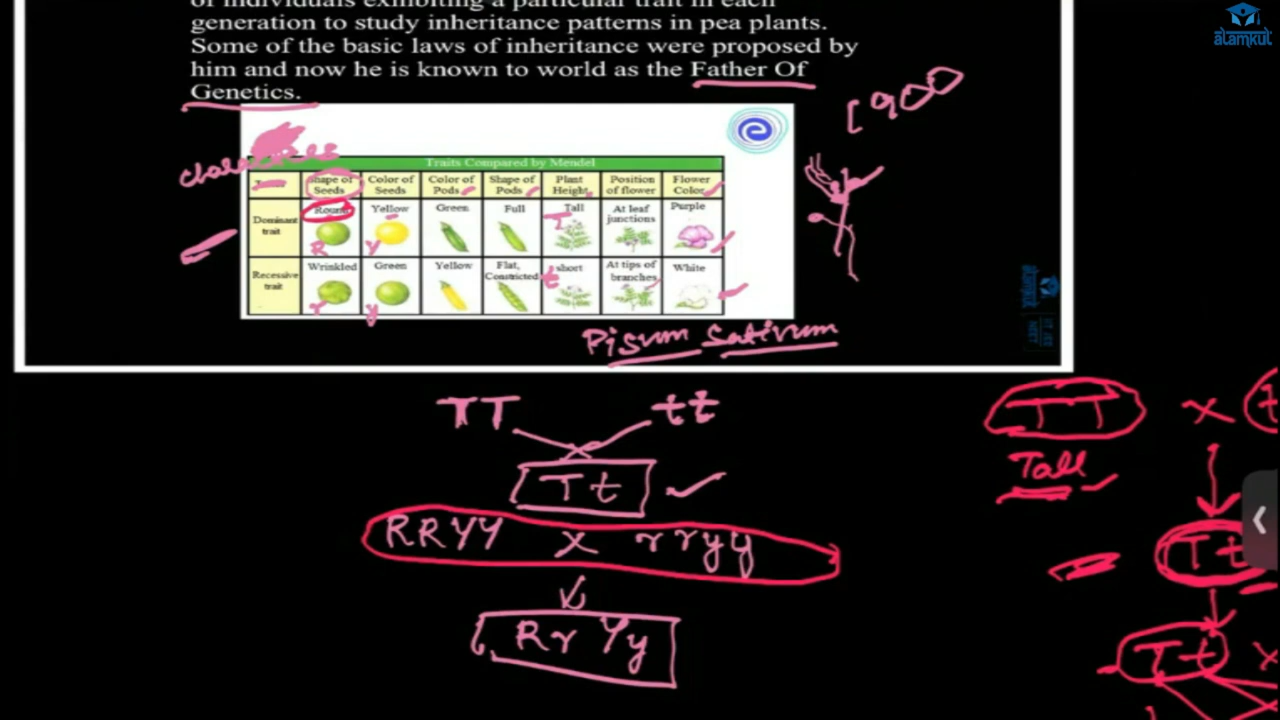 of individuals exhibiting a particular trait in each
generation to study inheritance patterns in pea plants.
Some of the basic laws of inheritance were proposed by
him and now he is known to world as the Father Of
Genetics.
alamkul
1900
Traits Compared by Mendel
Shape of Seeds
Color of Seeds
Color of Pods
Shape of Pods
Plant Height
Position of flower
Flower Color
Dominant trait
Round
Yellow
Green
Full
Tall
At leaf junctions
Purple
R
Y
T
Recessive trait
Wrinkled
Green
Yellow
Flat, Constricted
short
At tips of branches
White
r
y
t
Pisum Sativum
TT tt
Tt
RRYY x rryy
RrYy
TT x
Tall
Tt
Tt x